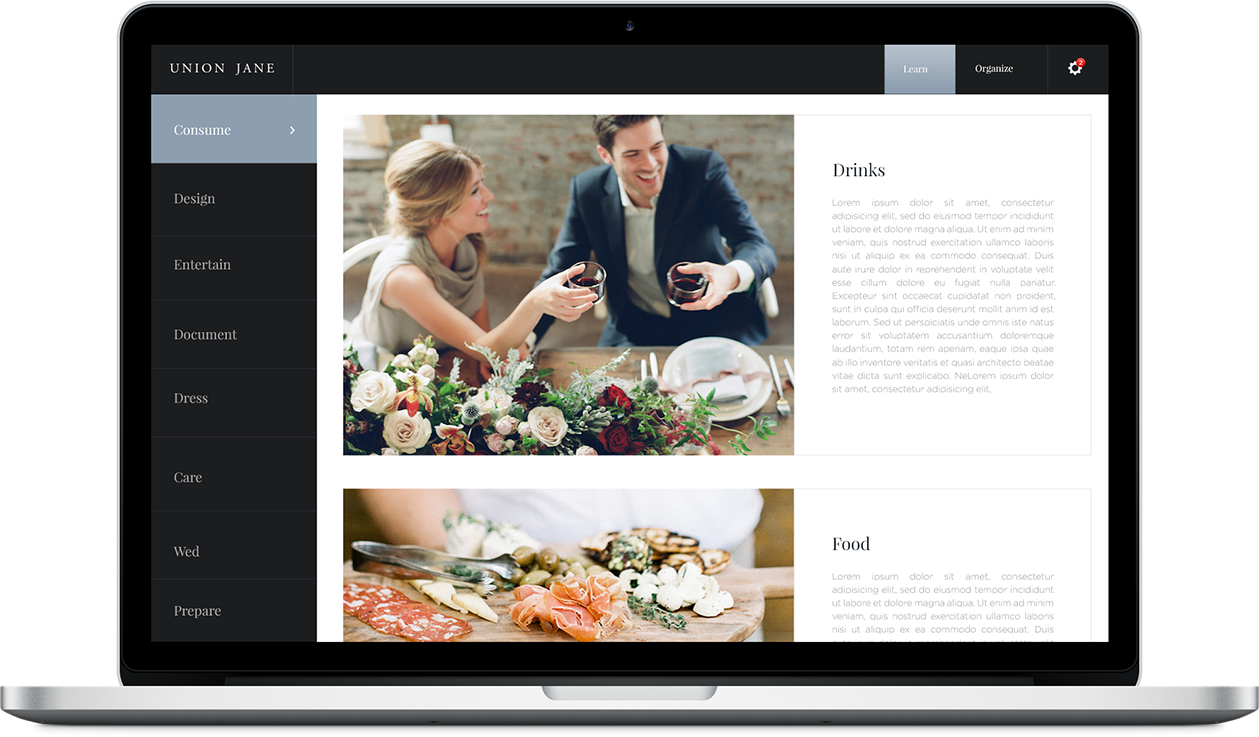 UNION JANE
Learn
Organize
2
Consume
Design
Entertain
Document
Dress
Care
Wed
Prepare
Drinks
Lorem ipsum dolor sit amet, consectetur
adipisicing elit, sed do eiusmod tempor incididunt
ut labore et dolore magna aliqua. Ut enim ad minim
veniam, quis nostrud exercitation ullamco laboris
nisi ut aliquip ex ea commodo consequat. Duis
aute irure dolor in reprehenderit in voluptate velit
esse cillum dolore eu fugiat nulla pariatur.
Excepteur sint occaecat cupidatat non proident,
sunt in culpa qui officia deserunt mollit anim id est
laborum. Sed ut perspiciatis unde omnis iste natus
error sit voluptatem accusantium doloremque
laudantium, totam rem aperiam, eaque ipsa quae
ab illo inventore veritatis et quasi architecto beatae
vitae dicta sunt explicabo. NeLorem ipsum dolor
sit amet, consectetur adipisicing elit,
Food
Lorem ipsum dolor sit amet, consectetur
adipisicing elit, sed do eiusmod tempor incididunt
ut labore et dolore magna aliqua. Ut enim ad minim
veniam, quis nostrud exercitation ullamco laboris
nisi ut aliquip ex ea commodo consequat. Duis